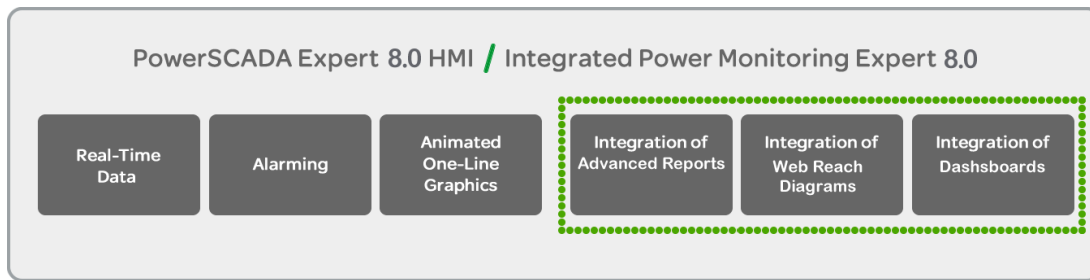 PowerSCADA Expert 8.0 HMI / Integrated Power Monitoring Expert 8.0
Real-Time
Data
Alarming
Animated
One-Line
Graphics
Integration of
Advanced Reports
Integration of
Web Reach
Diagrams
Integration of
Dashsboards